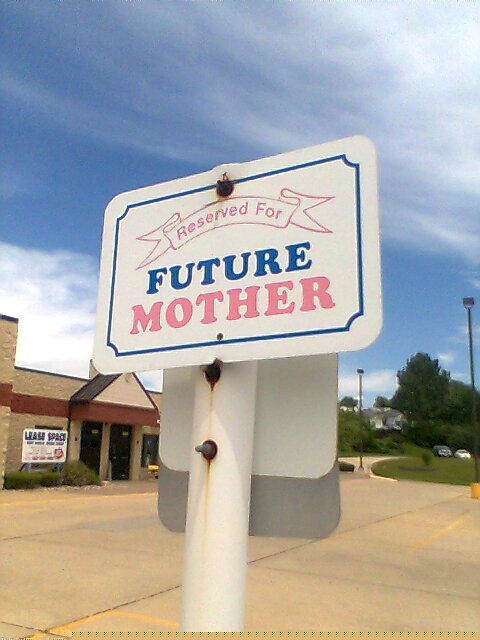 Reserved For
FUTURE
MOTHER
LEASE SPACE